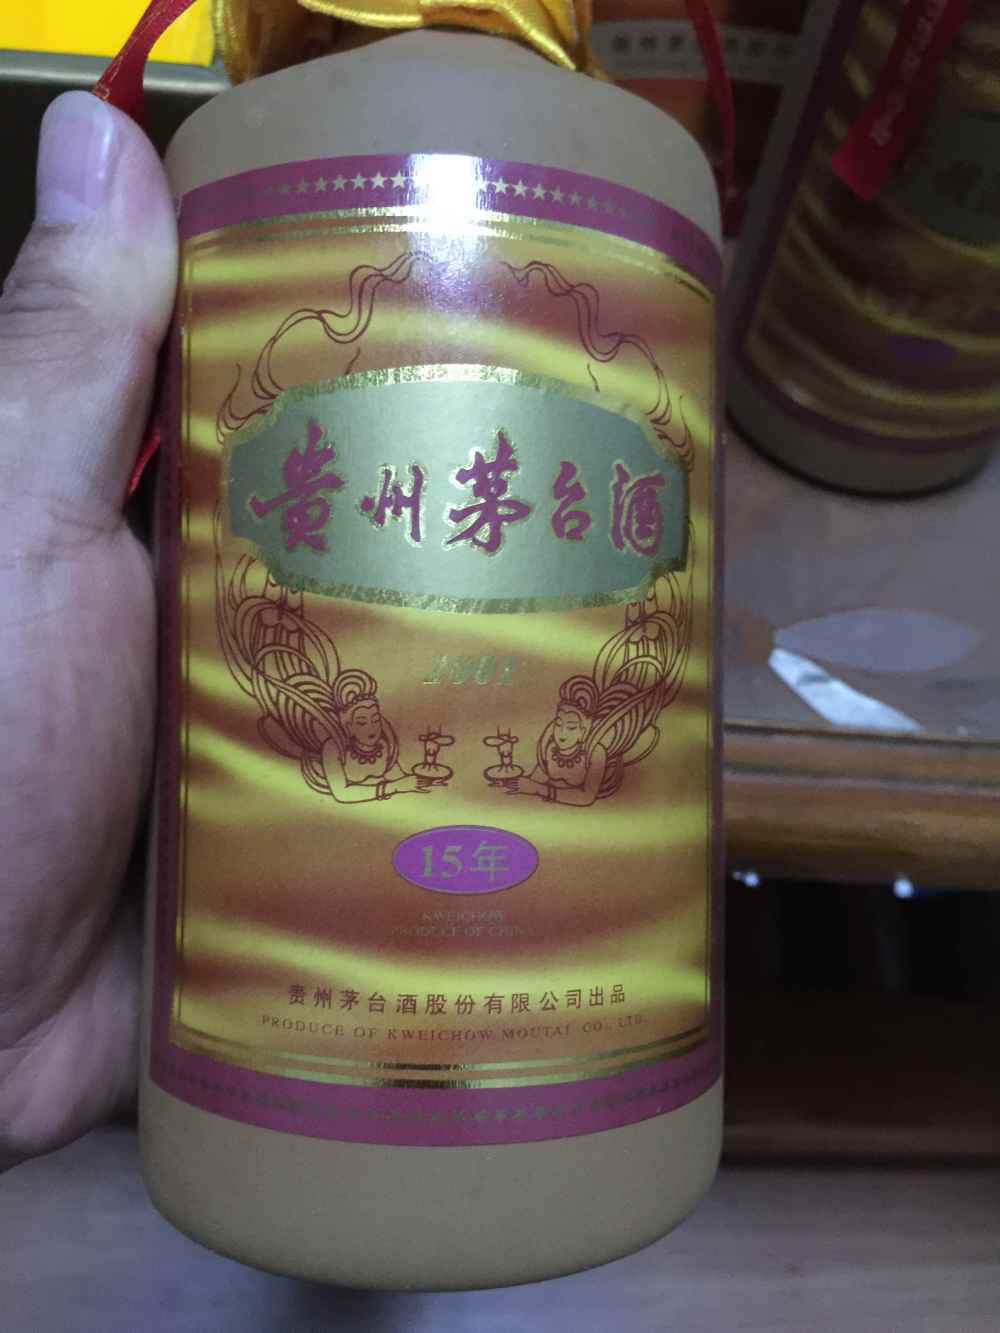 贵州茅台酒
15年
KWEICHOW
PRODUCE OF CHINA
贵州茅台酒股份有限公司出品
PRODUCE OF KWEICHOW MOUTAI CO., LTD.